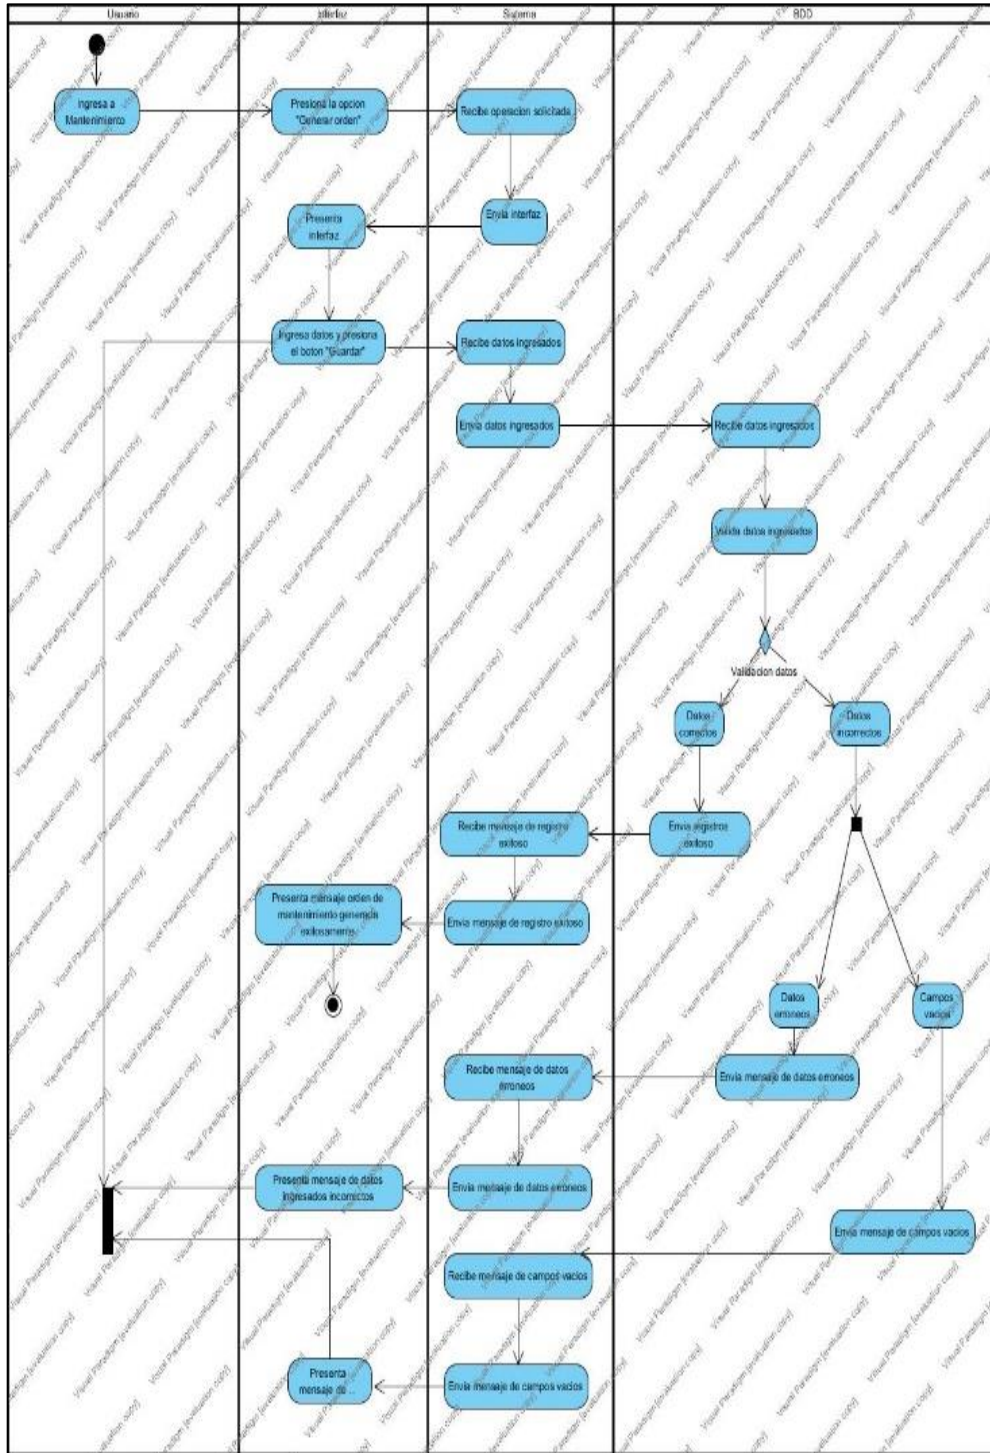 Usuario
Interfaz
Sistema
BDD
Ingresa a
Mantenimiento
Presiona la opcion
"Generar orden"
Recibe operacion solicitada
Envia interfaz
Presenta
interfaz
Ingresa datos y presiona
el boton "Guardar"
Recibe datos ingresados
Envia datos ingresados
Recibe datos ingresados
Valida datos ingresados
Validacion datos
Datos
correctos
Datos
incorrectos
Recibe mensaje de registro
exitoso
Envia registros
exitoso
Presenta mensaje orden de
mantenimiento generada
exitosamente
Envia mensaje de registro exitoso
Datos
erroneos
Campos
vacios
Recibe mensaje de datos
erroneos
Envia mensaje de datos erroneos
Presenta mensaje de datos
ingresados incorrectos
Envia mensaje de datos erroneos
Envia mensaje de campos vacios
Recibe mensaje de campos vacios
Presenta
mensaje de ...
Envia mensaje de campos vacios
Visual Paradigm [evaluation copy]